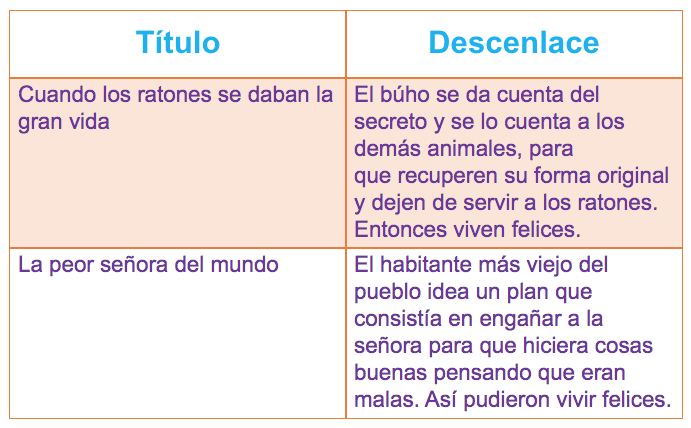 Título
Descenlace
Cuando los ratones se daban la
gran vida
El búho se da cuenta del
secreto y se lo cuenta a los
demás animales, para
que recuperen su forma original
y dejen de servir a los ratones.
Entonces viven felices.
La peor señora del mundo
El habitante más viejo del
pueblo idea un plan que
consistía en engañar a la
señora para que hiciera cosas
buenas pensando que eran
malas. Así pudieron vivir felices.